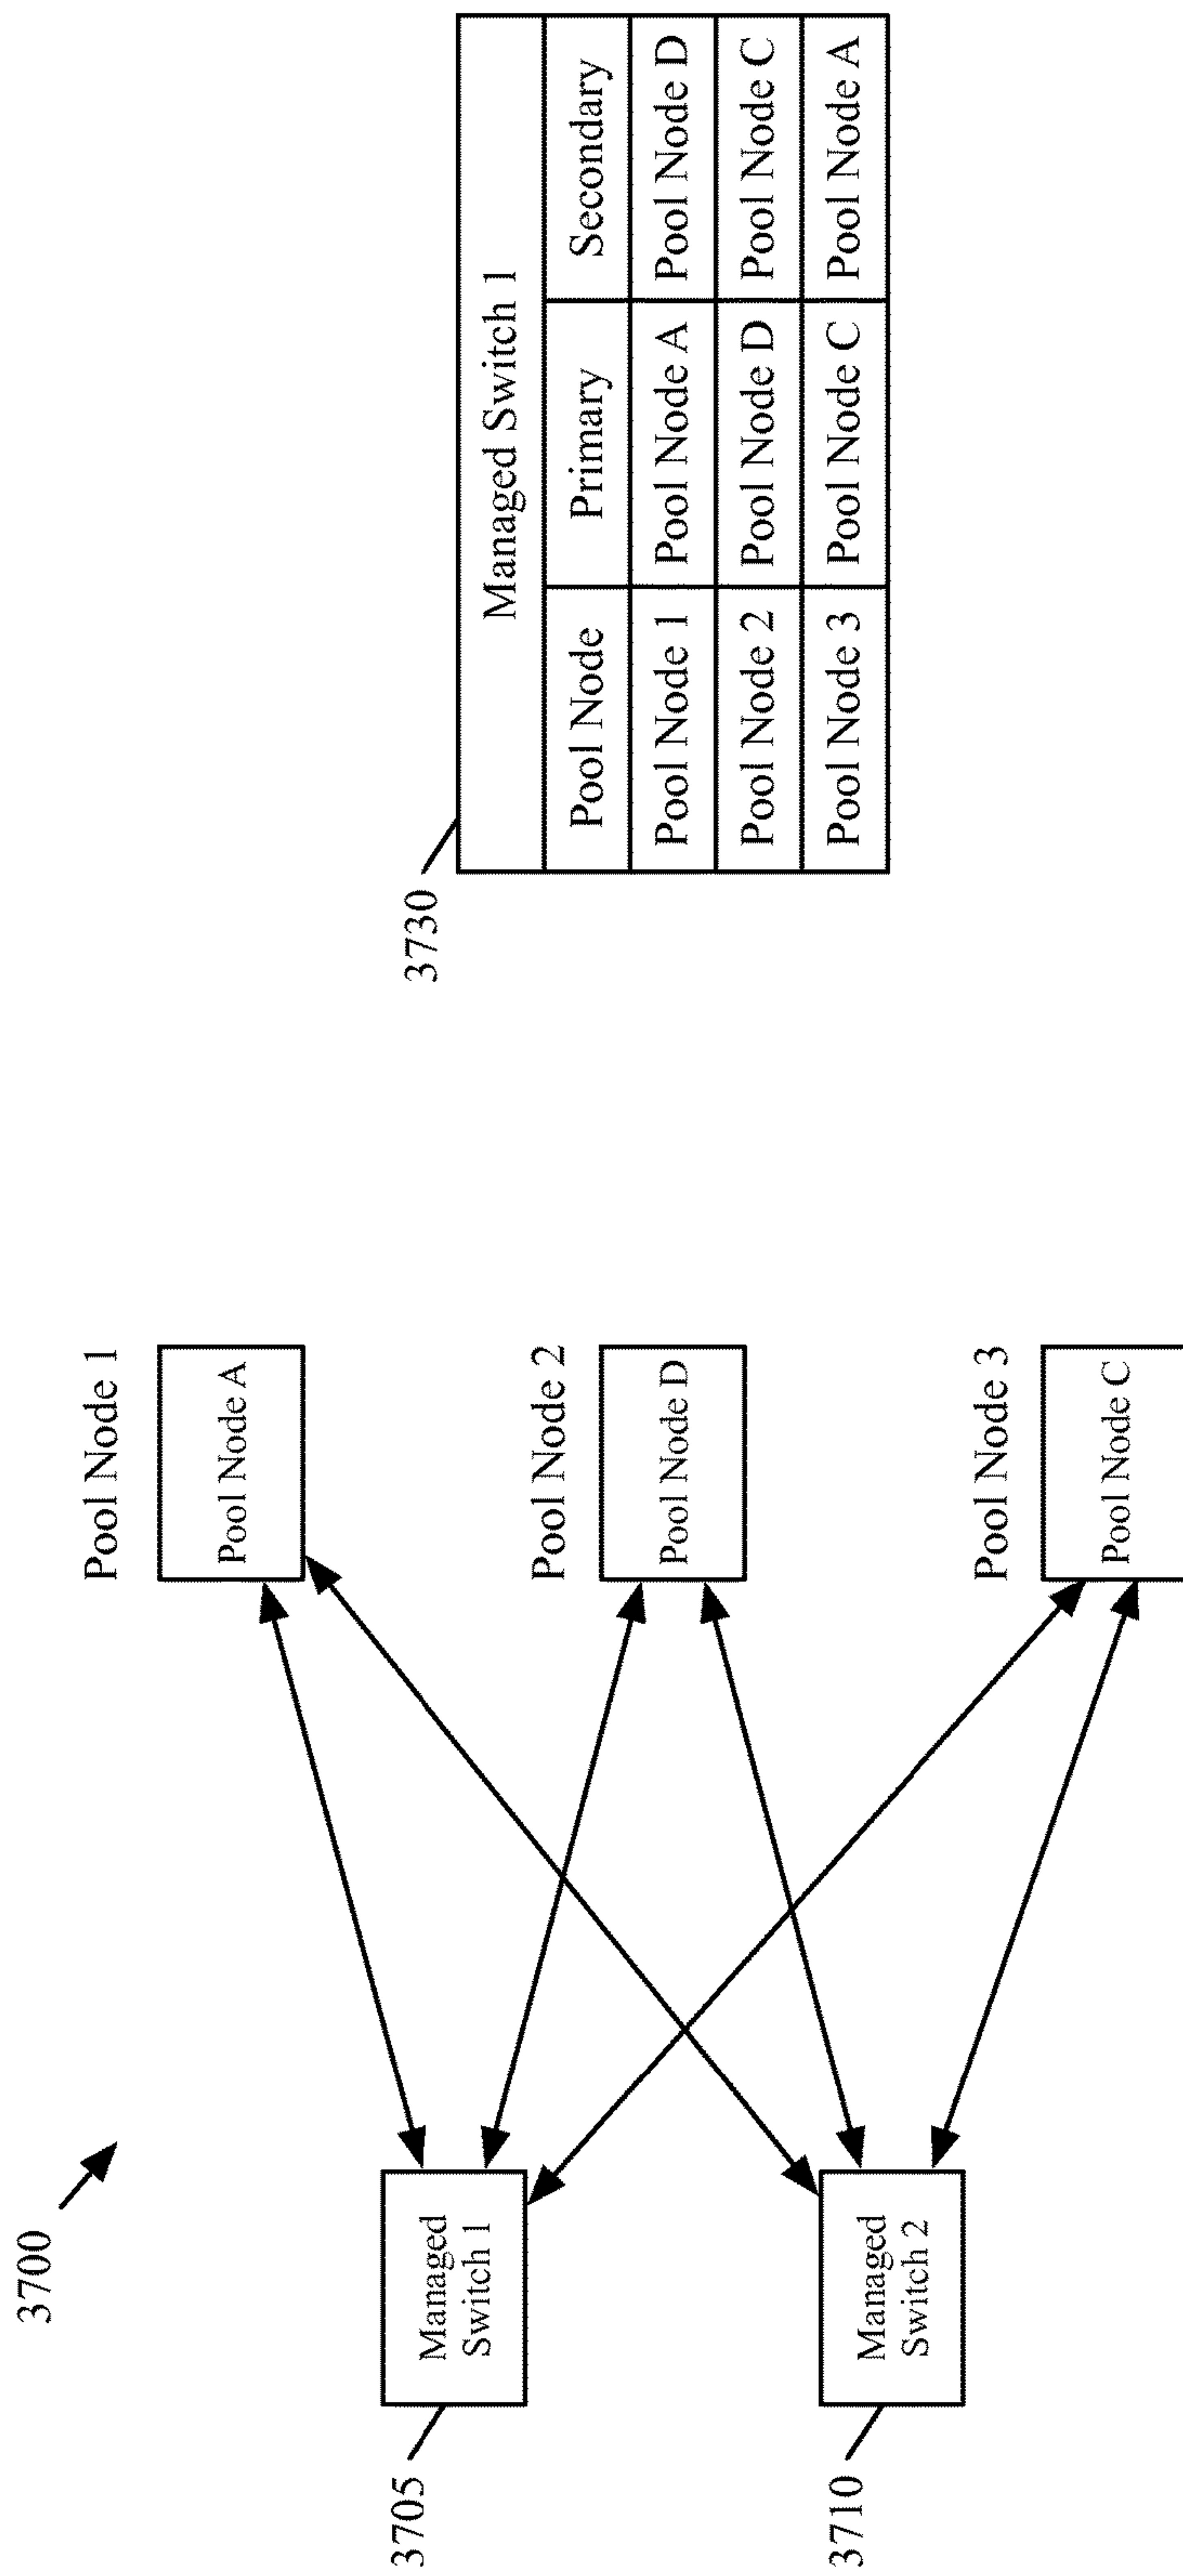 3700
Pool Node 1
Pool Node A
3705
Managed
Switch 1
Pool Node 2
Pool Node D
3710
Managed
Switch 2
Pool Node 3
Pool Node C
3730
Managed Switch 1
Pool Node Primary Secondary
Pool Node 1 Pool Node A Pool Node D
Pool Node 2 Pool Node D Pool Node C
Pool Node 3 Pool Node C Pool Node A